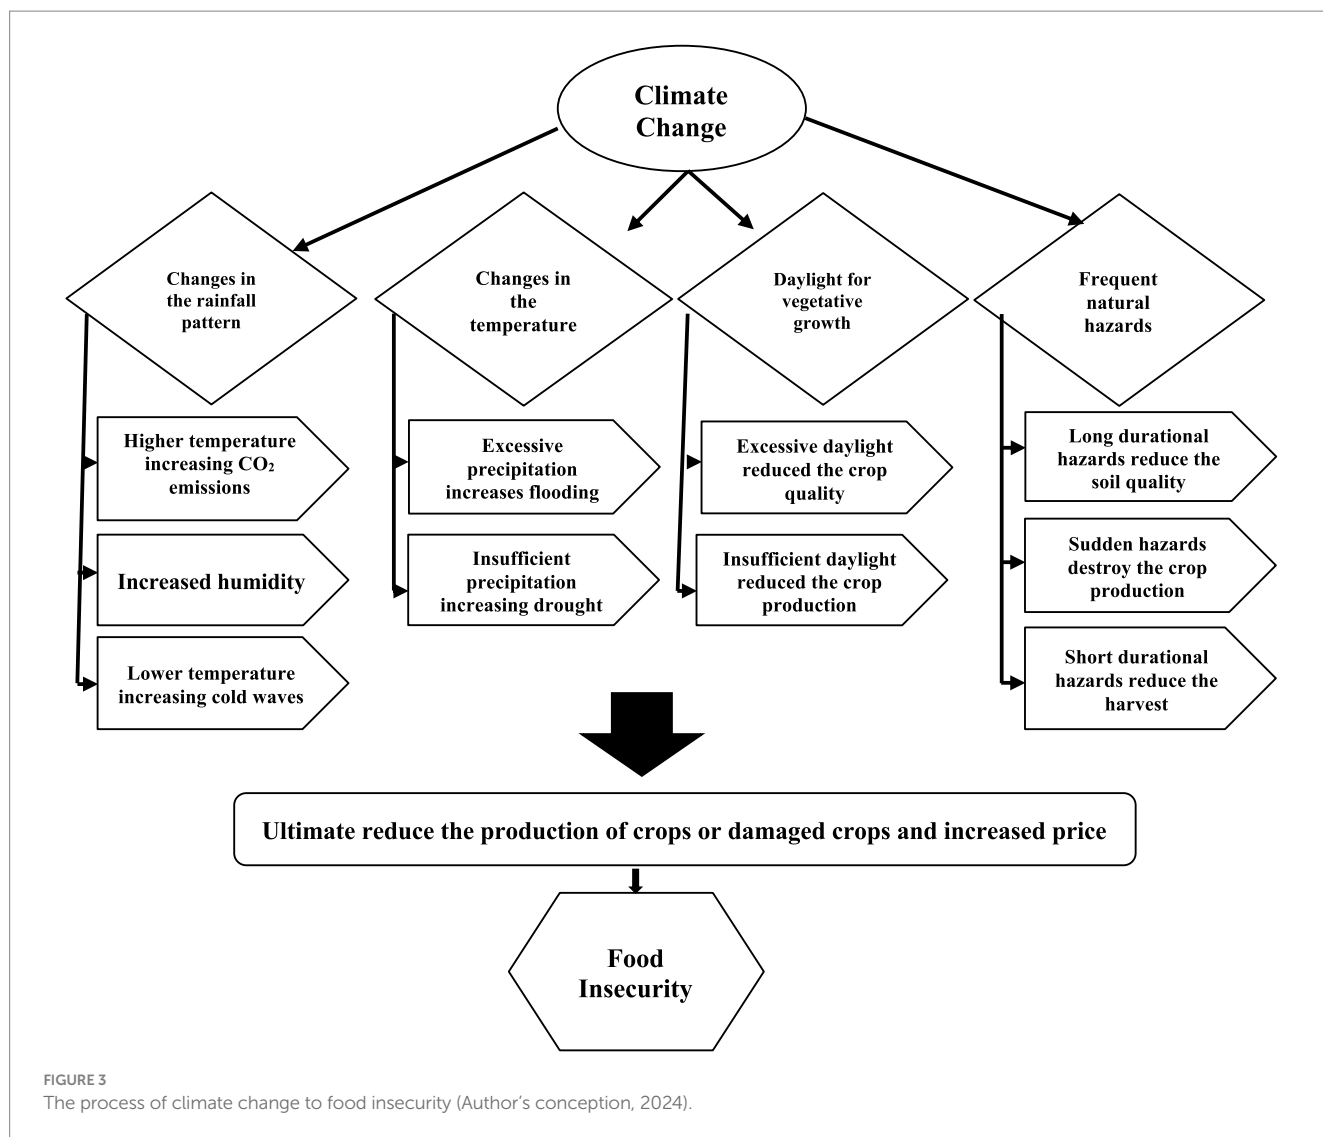 Climate
Change
Changes in
the rainfall
pattern
Changes in
the
temperature
Daylight for
vegetative
growth
Frequent
natural
hazards
Higher temperature
increasing CO₂
emissions
Increased humidity
Lower temperature
increasing cold waves
Excessive
precipitation
increases flooding
Insufficient
precipitation
increasing drought
Excessive daylight
reduced the crop
quality
Insufficient daylight
reduced the crop
production
Long durational
hazards reduce the
soil quality
Sudden hazards
destroy the crop
production
Short durational
hazards reduce the
harvest
Ultimate reduce the production of crops or damaged crops and increased price
Food
Insecurity
FIGURE 3
The process of climate change to food insecurity (Author’s conception, 2024).